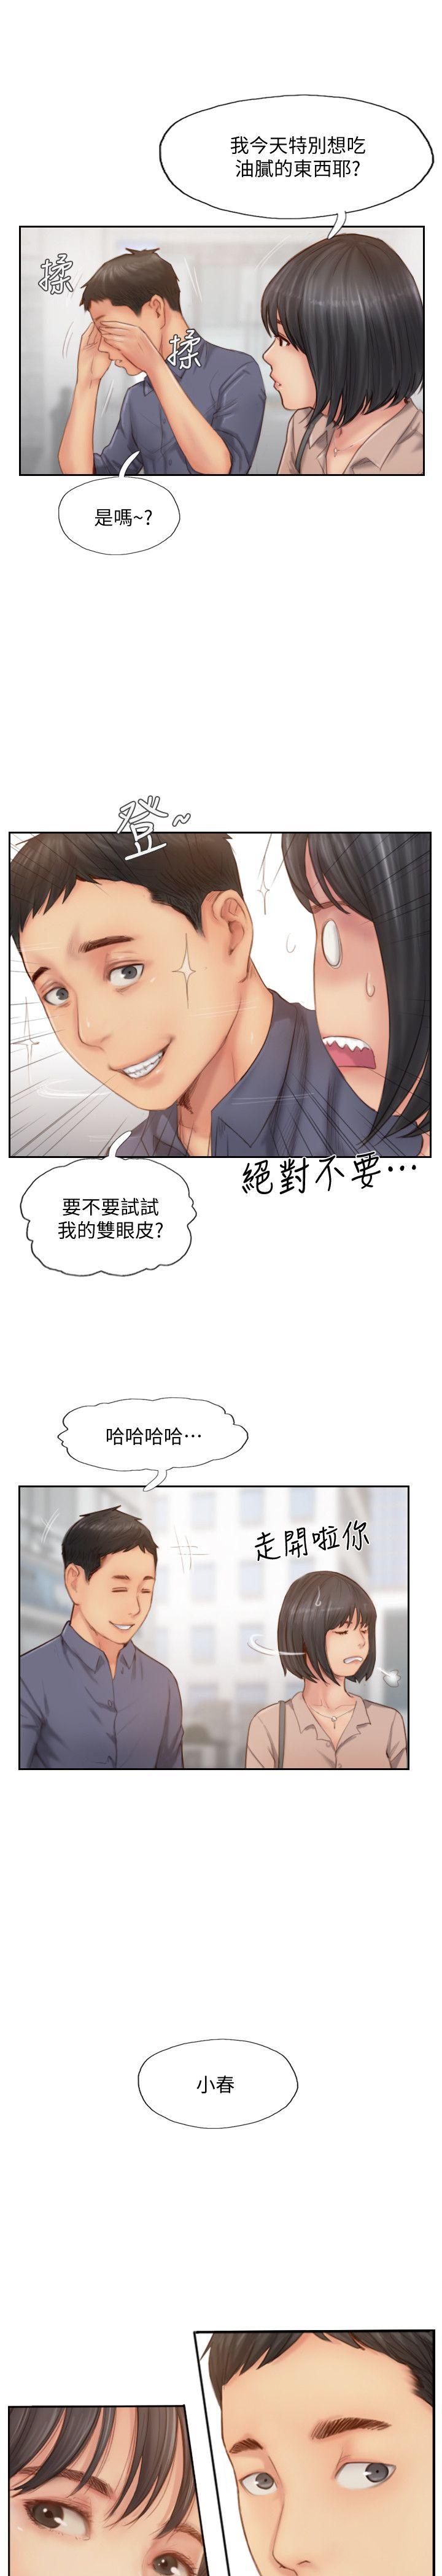 我今天特別想吃
油膩的東西耶?
揉
揉
是嗎~?
登~
絕對不要⋯
要不要試試
我的雙眼皮?
哈哈哈哈⋯
走開啦你
小春